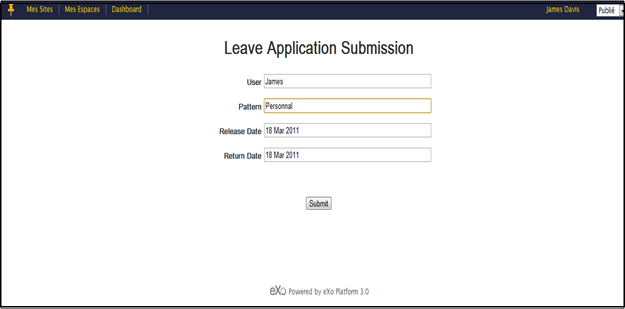 Mes Sites Mes Espaces Dashboard James Davis Publié
Leave Application Submission
User James
Pattern Personnal
Release Date 18 Mar 2011
Return Date 18 Mar 2011
Submit
eXo Powered by eXo Platform 3.0